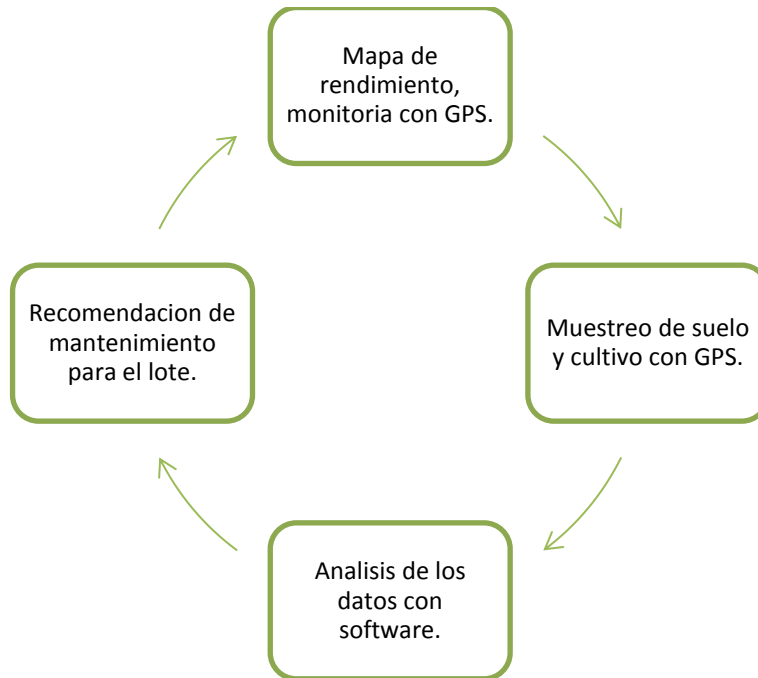 Mapa de
rendimiento,
monitoria con GPS.
Muestreo de suelo
y cultivo con GPS.
Analisis de los
datos con
software.
Recomendacion de
mantenimiento
para el lote.